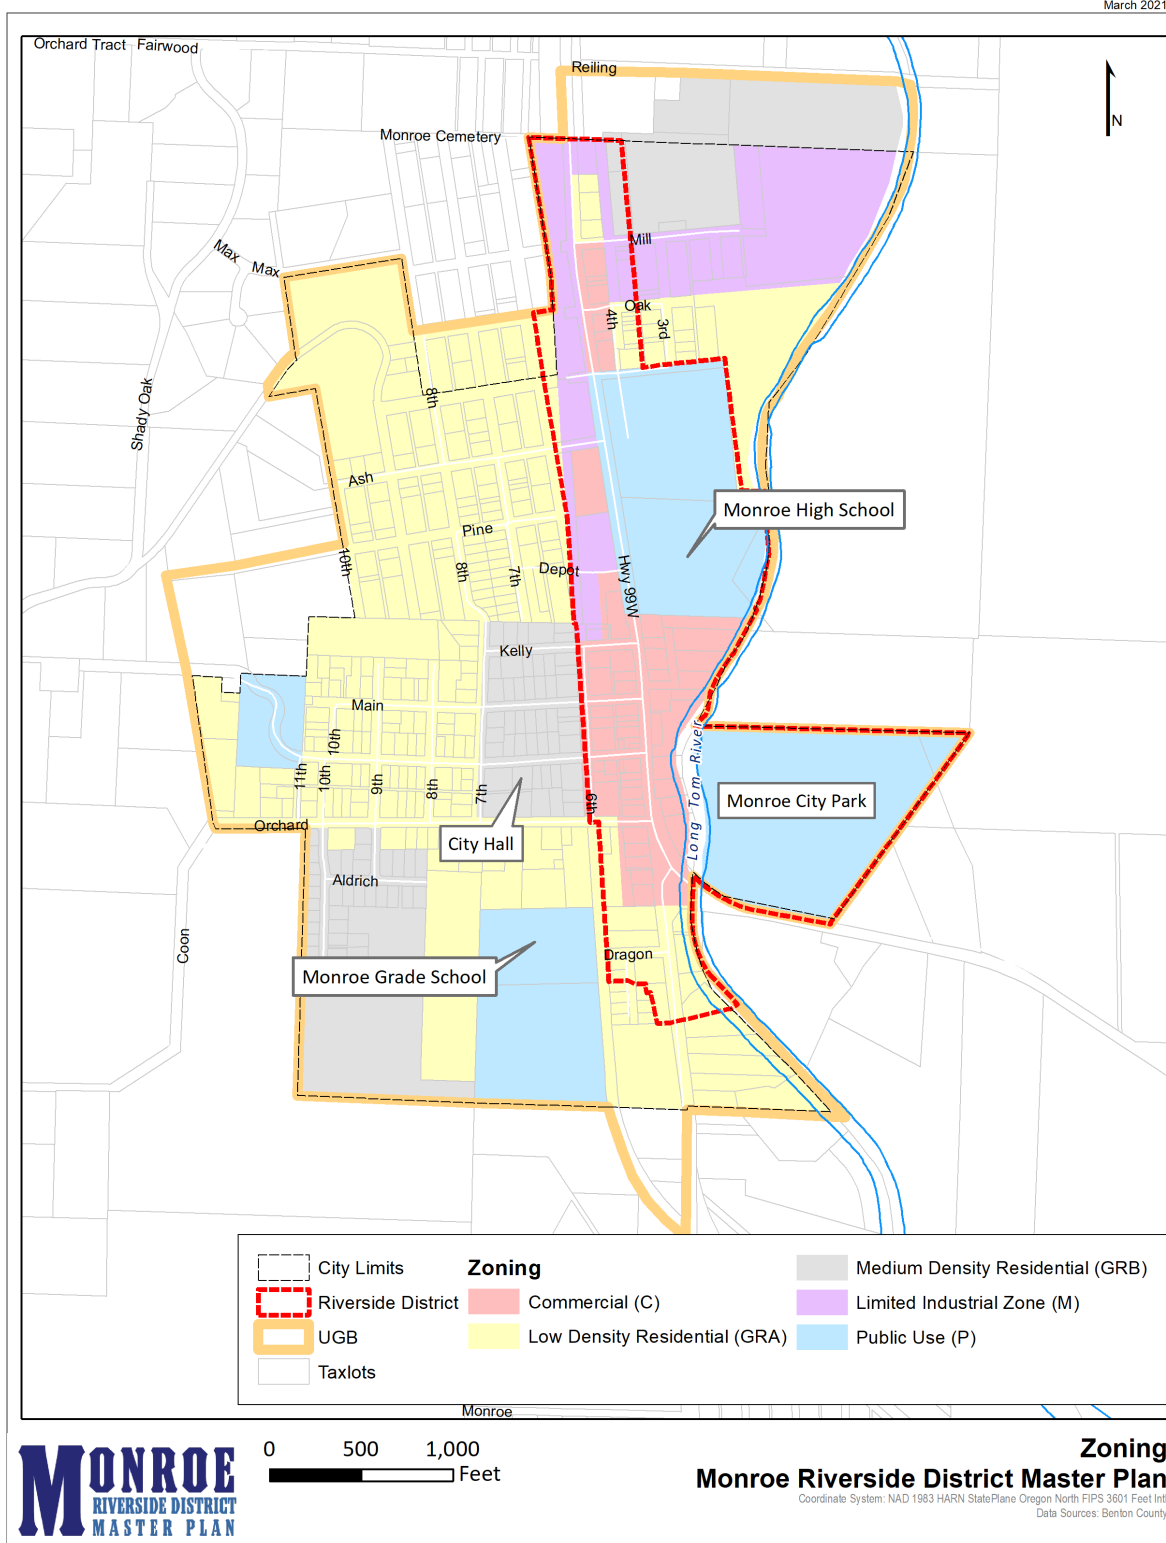 March 2021
Orchard Tract Fairwood
Reiling
N
Monroe Cemetery
Mill
Max
Max
Oak
4th
3rd
Shady Oak
8th
Ash
Monroe High School
Pine
10th
8th
7th
Depot
Hwy 99W
Kelly
Main
10th
Long Tom River
11th
10th
9th
8th
7th
6th
Monroe City Park
Orchard
City Hall
Aldrich
Coon
Dragon
Monroe Grade School
City Limits
Riverside District
UGB
Taxlots
Zoning
Commercial (C)
Low Density Residential (GRA)
Medium Density Residential (GRB)
Limited Industrial Zone (M)
Public Use (P)
Monroe
MONROE
RIVERSIDE DISTRICT
MASTER PLAN
0 500 1,000
Feet
Zoning
Monroe Riverside District Master Plan
Coordinate System: NAD 1983 HARN StatePlane Oregon North FIPS 3601 Feet Intl
Data Sources: Benton County